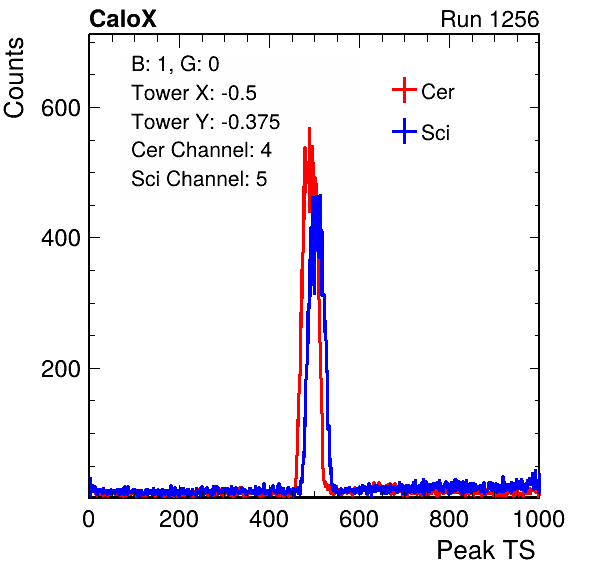 CaloX Run 1256
Counts
B: 1, G: 0
Tower X: -0.5
Tower Y: -0.375
Cer Channel: 4
Sci Channel: 5
Cer
Sci
600
400
200
0 200 400 600 800 1000
Peak TS